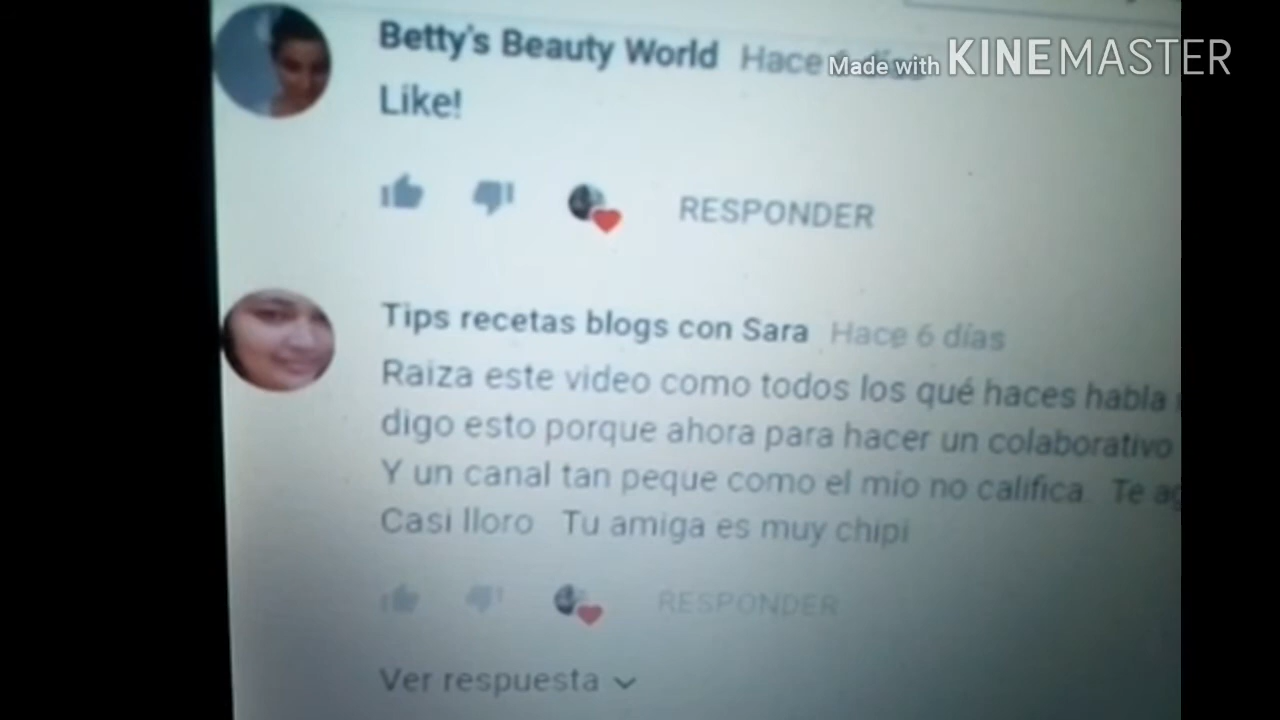 Betty's Beauty World Hace
Made with KINEMASTER
Like!
RESPONDER
Tips recetas blogs con Sara Hace 6 días
Raiza este video como todos los qué haces habla
digo esto porque ahora para hacer un colaborativo
Y un canal tan peque como el mio no califica Te
Casi lloro Tu amiga es muy chipi
RESPONDER
Ver respuesta